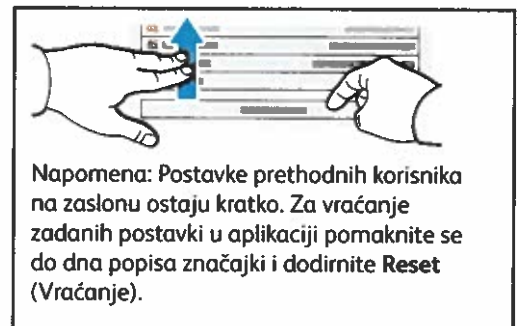 Napomena: Postavke prethodnih korisnika
na zaslonu ostaju kratko. Za vraćanje
zadanih postavki u aplikaciji pomaknite se
do dna popisa značajki i dodirnite Reset
(Vraćanje).